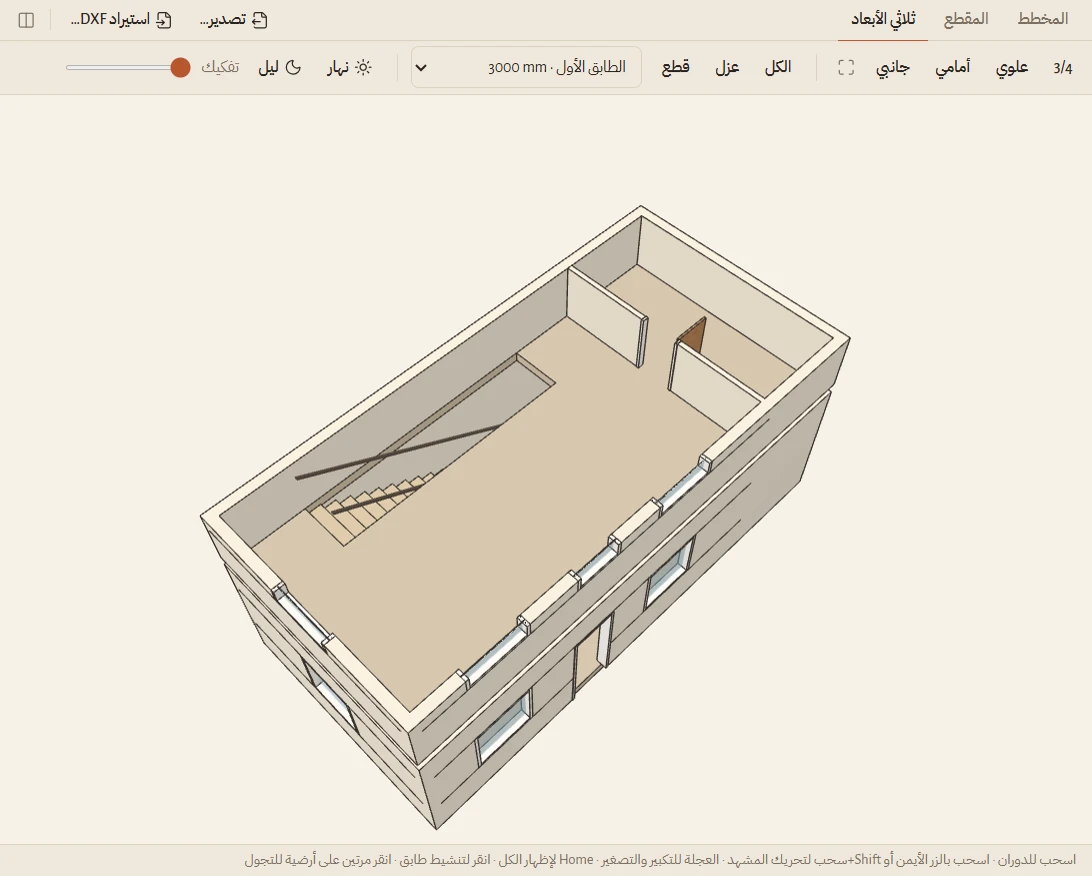 المخطط المقطع ثلاثي الأبعاد تصدير... استيراد DXF...
3/4 علوي أمامي جانبي الكل عزل قطع الطابق الأول · 3000 mm نهار ليل تفكيك
اسحب للدوران · اسحب بالزر الأيمن أو Shift+سحب لتحريك المشهد · العجلة للتكبير والتصغير · Home لإظهار الكل · انقر لتنشيط طابق · انقر مرتين على أرضية للتجول